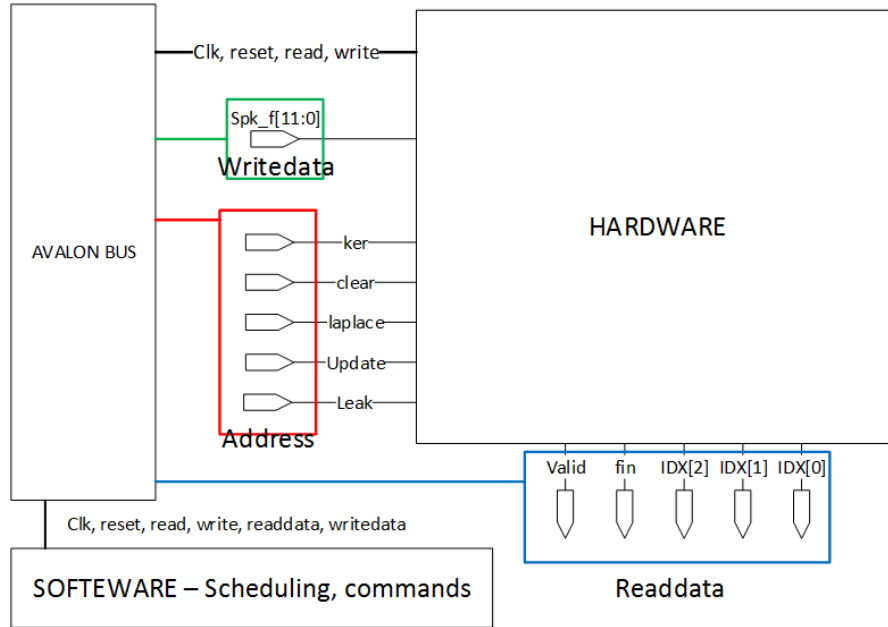 Clk, reset, read, write
Spk_f[11:0]
Writedata
AVALON BUS
HARDWARE
ker
clear
laplace
Update
Leak
Address
Valid fin IDX[2] IDX[1] IDX[0]
Clk, reset, read, write, readdata, writedata
SOFTEWARE – Scheduling, commands
Readdata